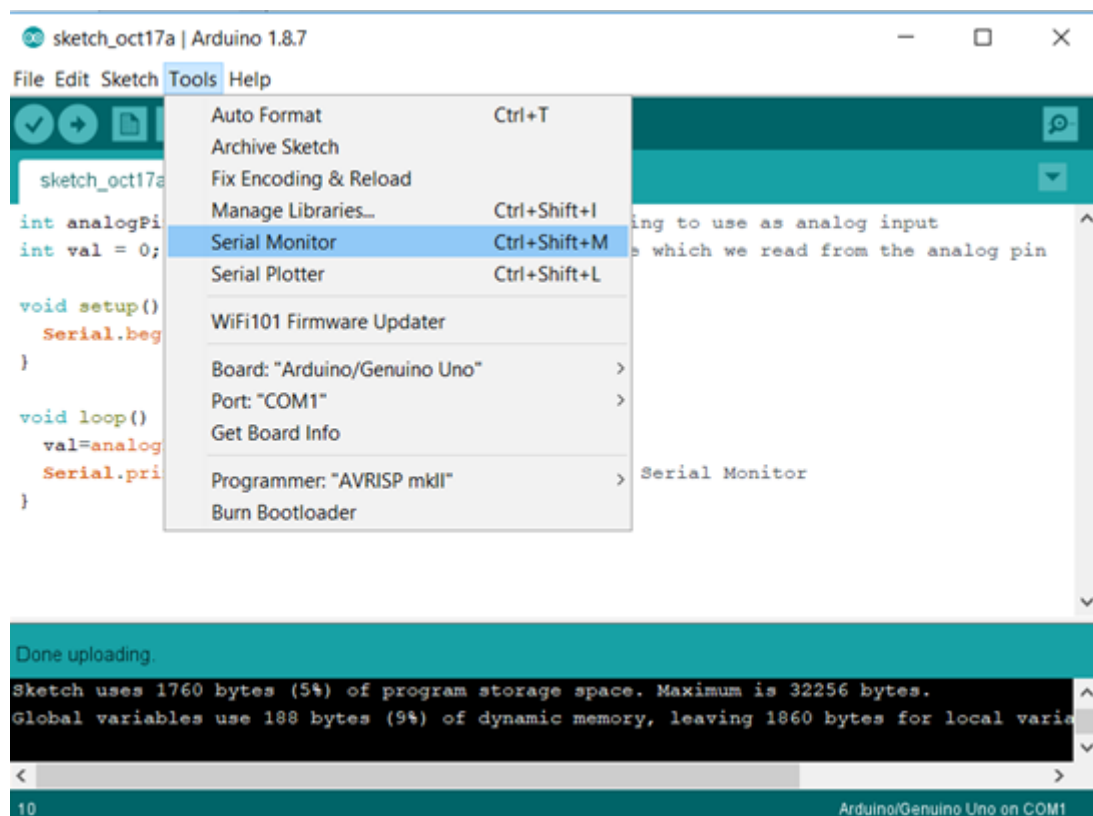 sketch_oct17a | Arduino 1.8.7
File Edit Sketch Tools Help
Auto Format Ctrl+T
Archive Sketch
sketch_oct17a
Fix Encoding & Reload
Manage Libraries... Ctrl+Shift+I
Serial Monitor Ctrl+Shift+M
Serial Plotter Ctrl+Shift+L
WiFi101 Firmware Updater
Board: "Arduino/Genuino Uno"
Port: "COM1"
Get Board Info
Programmer: "AVRISP mkII"
Burn Bootloader
int analogPi ing to use as analog input
int val = 0; e which we read from the analog pin
void setup()
Serial.beg
}
void loop()
val=analog
Serial.pri Serial Monitor
}
Done uploading.
Sketch uses 1760 bytes (5%) of program storage space. Maximum is 32256 bytes.
Global variables use 188 bytes (9%) of dynamic memory, leaving 1860 bytes for local varia
10 Arduino/Genuino Uno on COM1